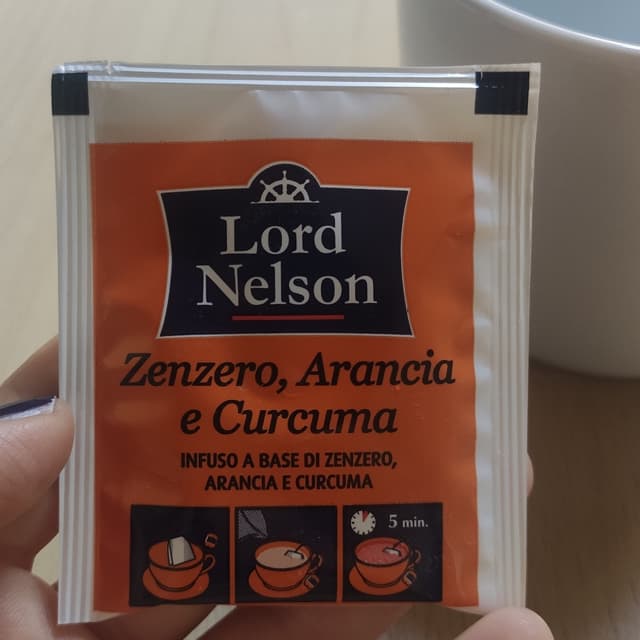 Lord
Nelson
Zenzero, Arancia
e Curcuma
INFUSO A BASE DI ZENZERO,
ARANCIA E CURCUMA
5 min.